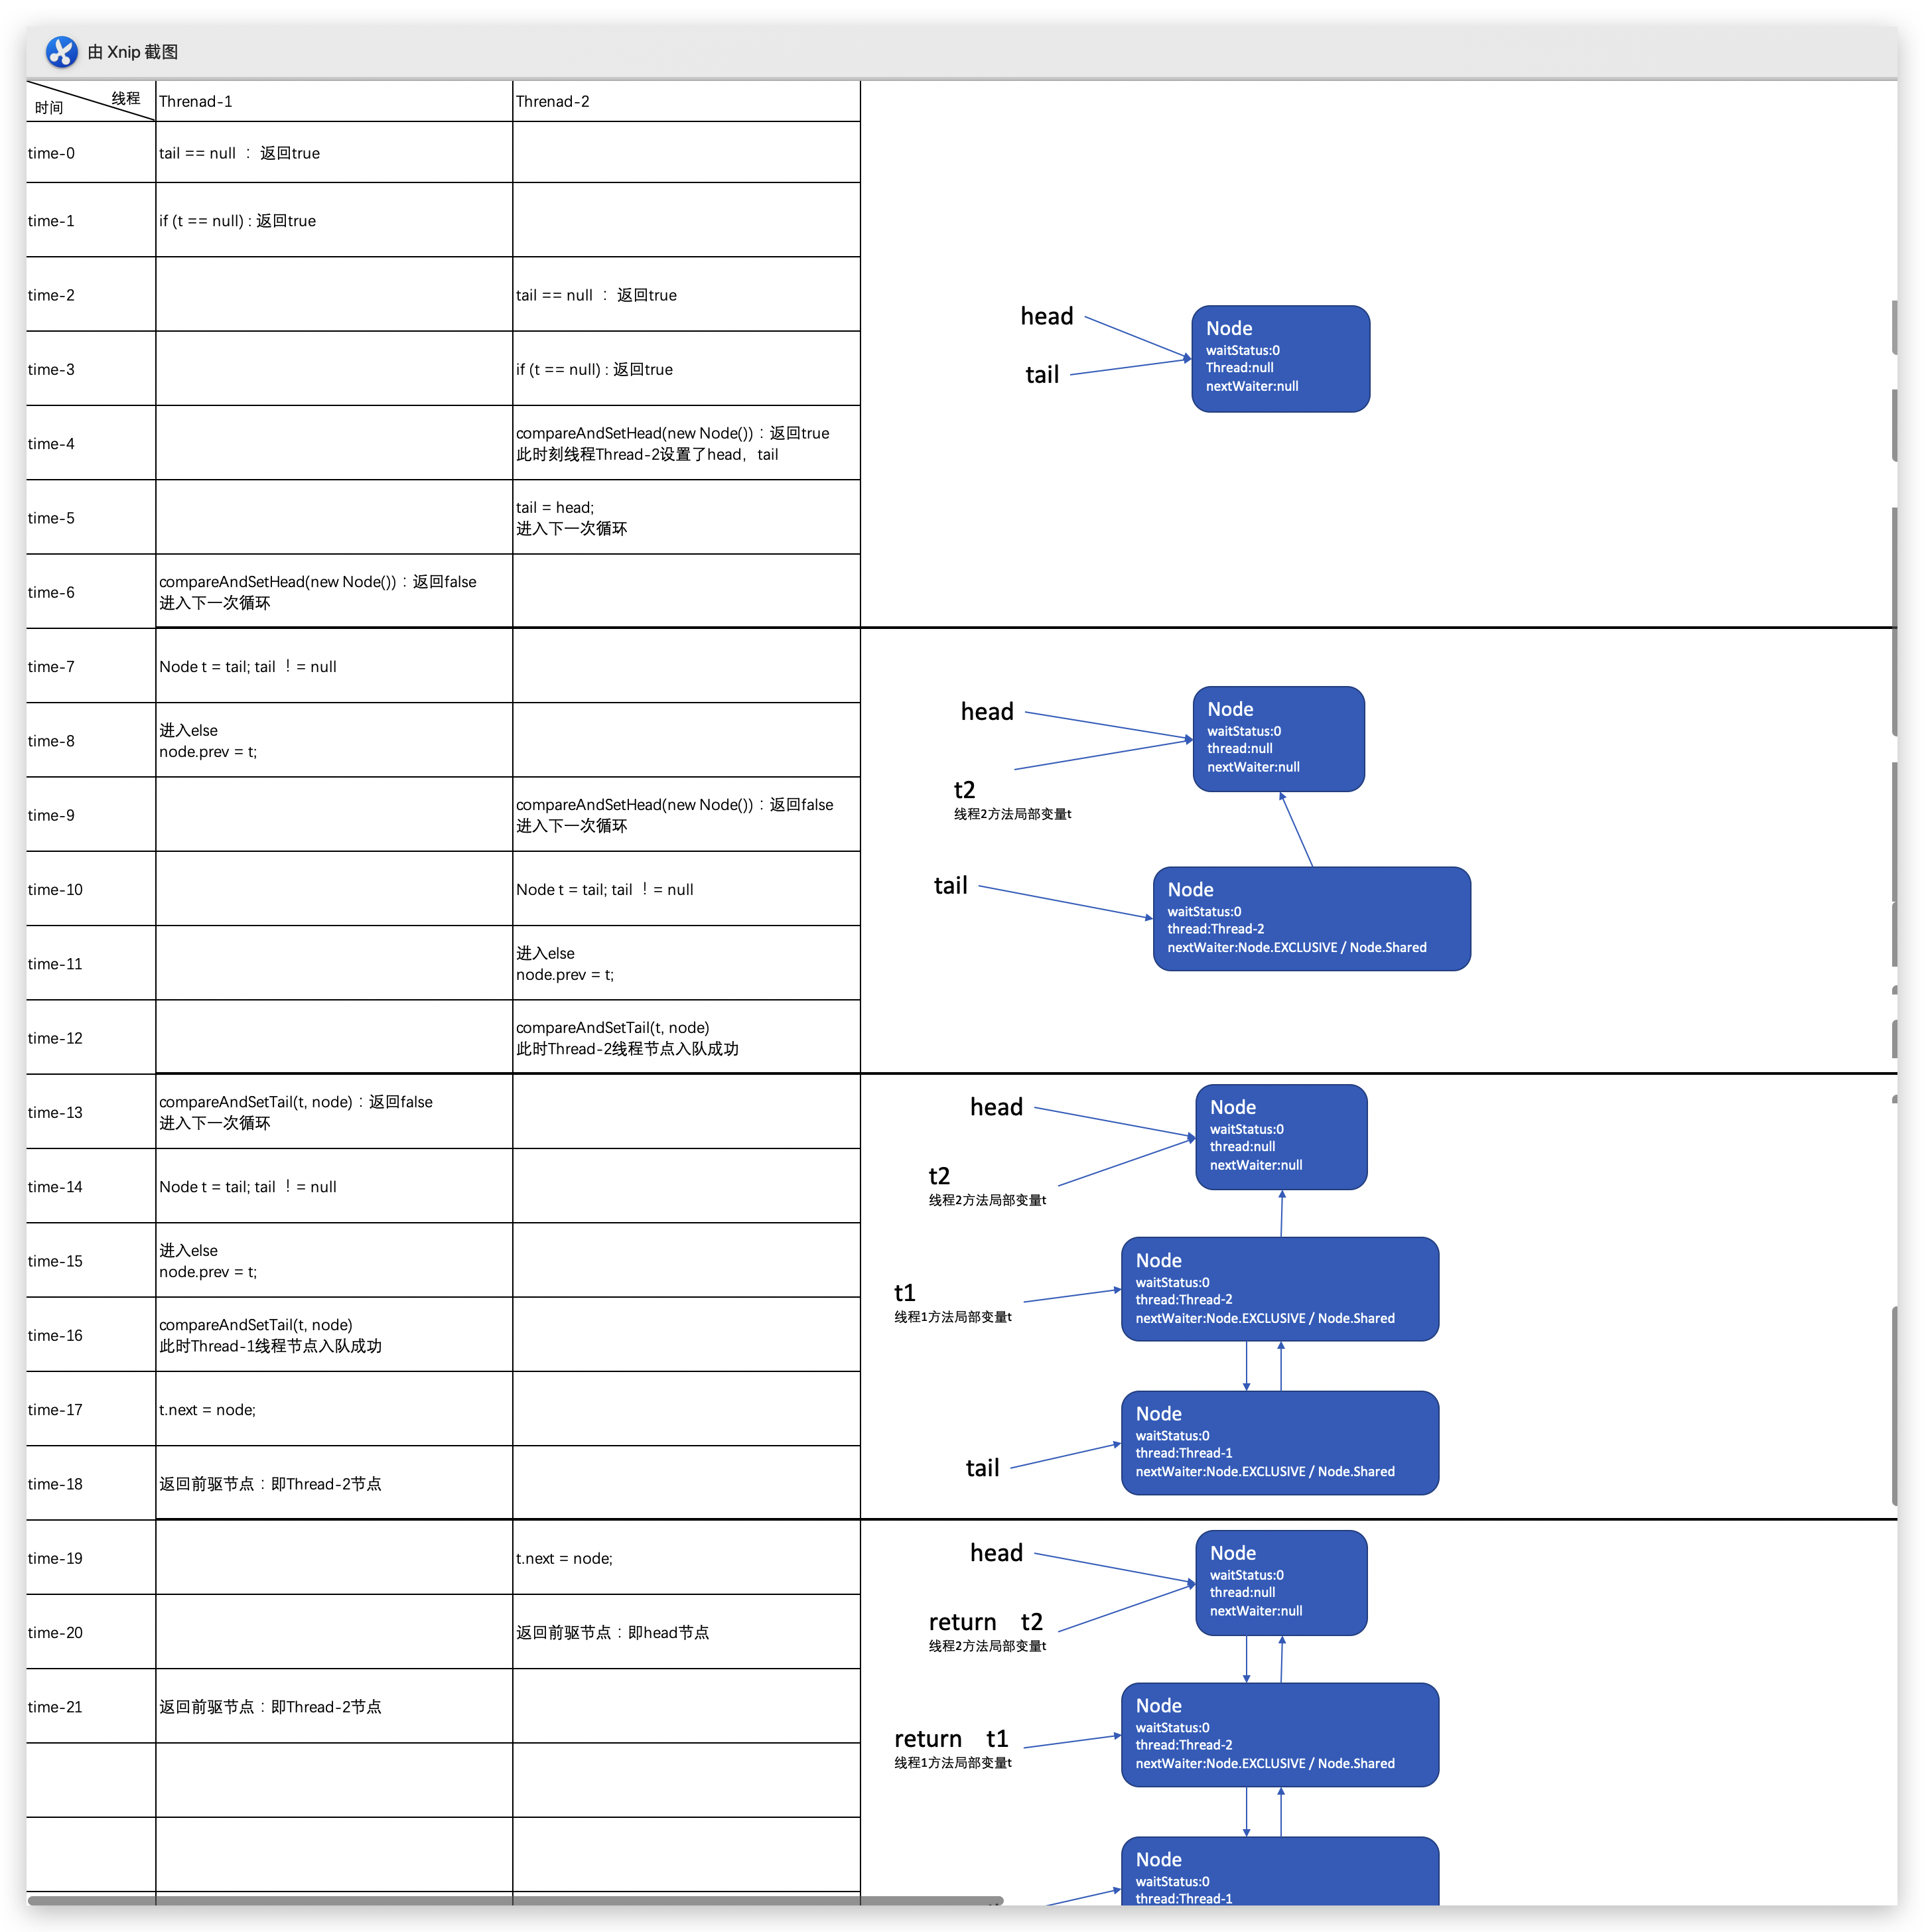 由 Xnip 截图
线程
时间
Threnad-1
Threnad-2
time-0
tail == null ： 返回true
time-1
if (t == null) : 返回true
time-2
tail == null ： 返回true
time-3
if (t == null) : 返回true
time-4
compareAndSetHead(new Node())：返回true
此时刻线程Thread-2设置了head，tail
time-5
tail = head;
进入下一次循环
time-6
compareAndSetHead(new Node())：返回false
进入下一次循环
head
tail
Node
waitStatus:0
Thread:null
nextWaiter:null
time-7
Node t = tail; tail ！= null
time-8
进入else
node.prev = t;
time-9
compareAndSetHead(new Node())：返回false
进入下一次循环
time-10
Node t = tail; tail ！= null
time-11
进入else
node.prev = t;
time-12
compareAndSetTail(t, node)
此时Thread-2线程节点入队成功
head
Node
waitStatus:0
thread:null
nextWaiter:null
t2
线程2方法局部变量t
tail
Node
waitStatus:0
thread:Thread-2
nextWaiter:Node.EXCLUSIVE / Node.Shared
time-13
compareAndSetTail(t, node)：返回false
进入下一次循环
time-14
Node t = tail; tail ！= null
time-15
进入else
node.prev = t;
time-16
compareAndSetTail(t, node)
此时Thread-1线程节点入队成功
time-17
t.next = node;
time-18
返回前驱节点：即Thread-2节点
head
Node
waitStatus:0
thread:null
nextWaiter:null
t2
线程2方法局部变量t
t1
线程1方法局部变量t
Node
waitStatus:0
thread:Thread-2
nextWaiter:Node.EXCLUSIVE / Node.Shared
tail
Node
waitStatus:0
thread:Thread-1
nextWaiter:Node.EXCLUSIVE / Node.Shared
time-19
t.next = node;
time-20
返回前驱节点：即head节点
time-21
返回前驱节点：即Thread-2节点
head
Node
waitStatus:0
thread:null
nextWaiter:null
return t2
线程2方法局部变量t
return t1
线程1方法局部变量t
Node
waitStatus:0
thread:Thread-2
nextWaiter:Node.EXCLUSIVE / Node.Shared
Node
waitStatus:0
thread:Thread-1